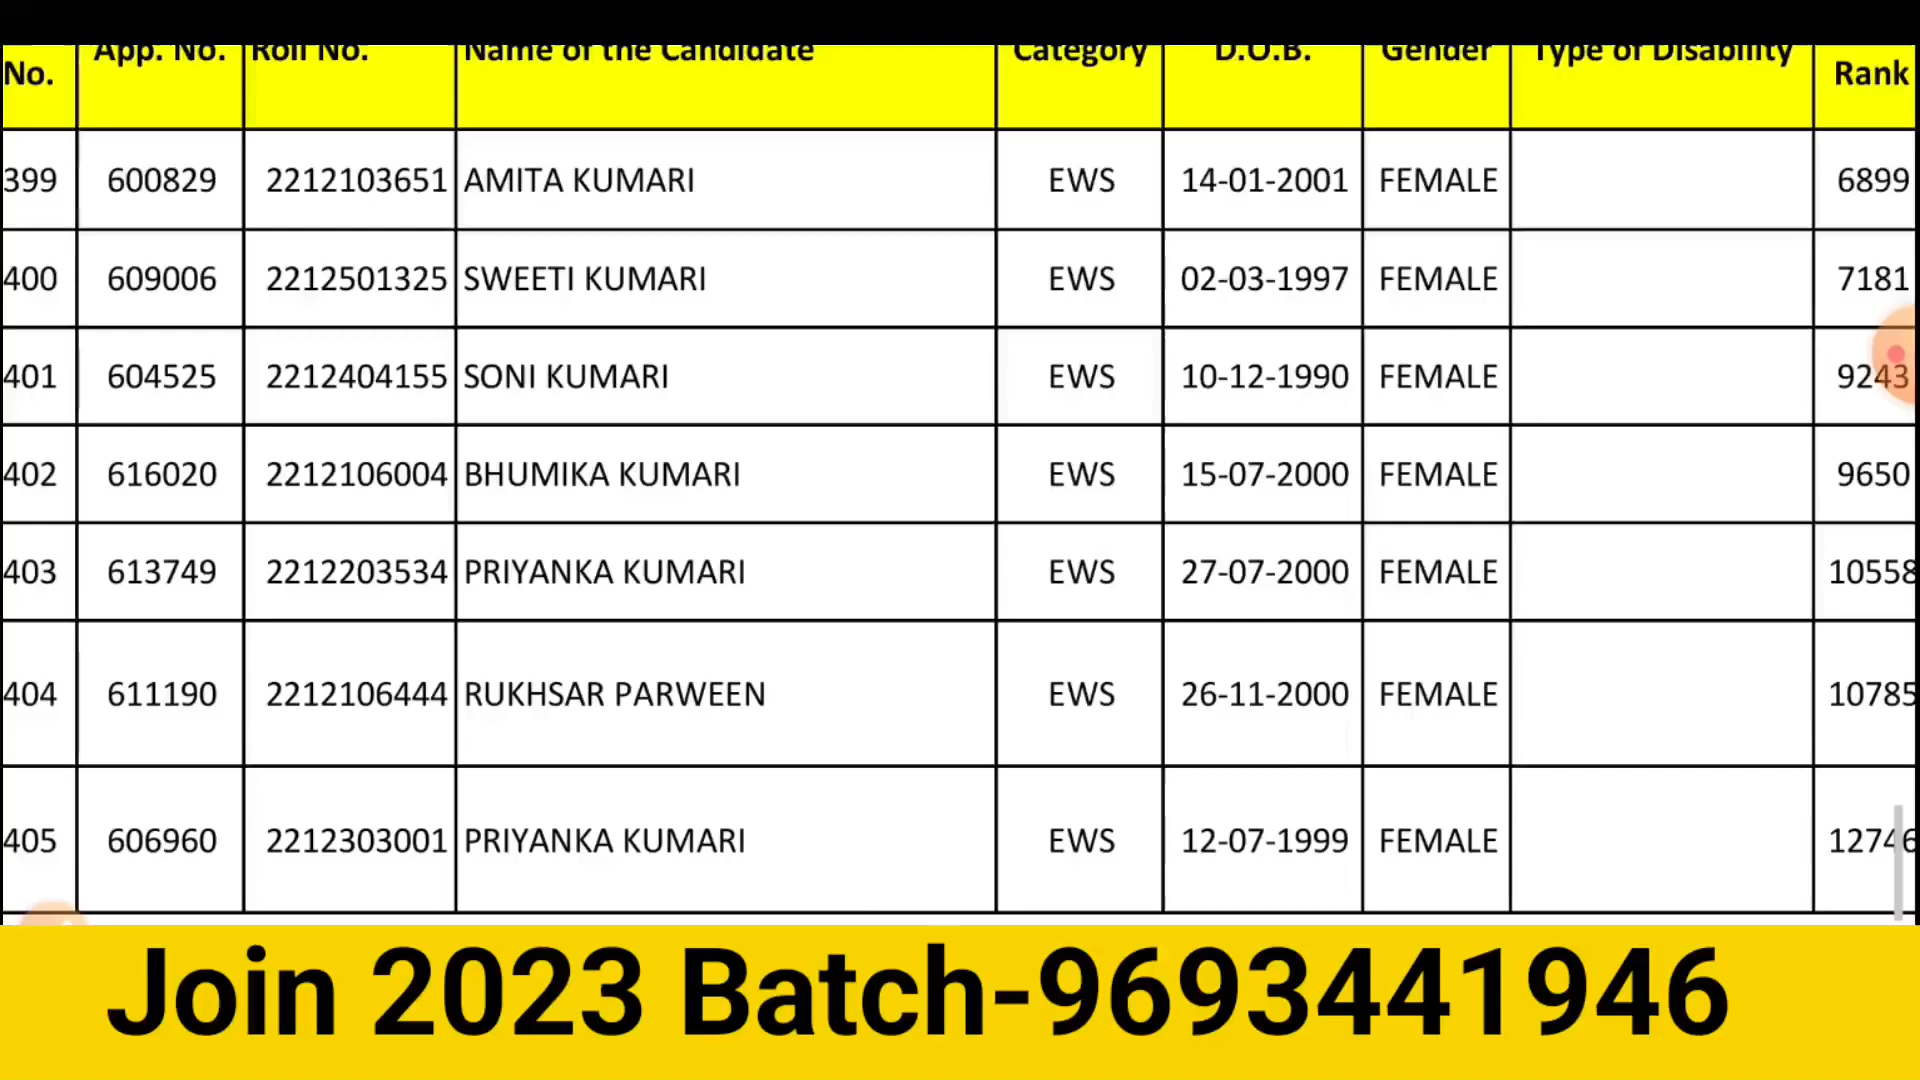 No. App. No. Roll No. Name of the Candidate Category D.O.B. Gender Type of Disability Rank
399 600829 2212103651 AMITA KUMARI EWS 14-01-2001 FEMALE 6899
400 609006 2212501325 SWEETI KUMARI EWS 02-03-1997 FEMALE 7181
401 604525 2212404155 SONI KUMARI EWS 10-12-1990 FEMALE 9243
402 616020 2212106004 BHUMIKA KUMARI EWS 15-07-2000 FEMALE 9650
403 613749 2212203534 PRIYANKA KUMARI EWS 27-07-2000 FEMALE 10558
404 611190 2212106444 RUKHSAR PARWEEN EWS 26-11-2000 FEMALE 10785
405 606960 2212303001 PRIYANKA KUMARI EWS 12-07-1999 FEMALE 12746
Join 2023 Batch-9693441946